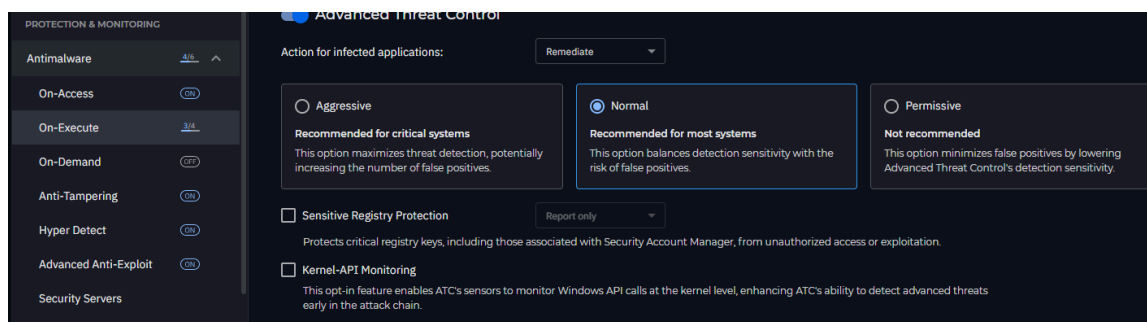 PROTECTION & MONITORING
Antimalware 4/6
On-Access ON
On-Execute 3/4
On-Demand OFF
Anti-Tampering ON
Hyper Detect ON
Advanced Anti-Exploit ON
Security Servers
Advanced Threat Control
Action for infected applications: Remediate
Aggressive
Recommended for critical systems
This option maximizes threat detection, potentially
increasing the number of false positives.
Normal
Recommended for most systems
This option balances detection sensitivity with the
risk of false positives.
Permissive
Not recommended
This option minimizes false positives by lowering
Advanced Threat Control's detection sensitivity.
Sensitive Registry Protection Report only
Protects critical registry keys, including those associated with Security Account Manager, from unauthorized access or exploitation.
Kernel-API Monitoring
This opt-in feature enables ATC's sensors to monitor Windows API calls at the kernel level, enhancing ATC's ability to detect advanced threats
early in the attack chain.